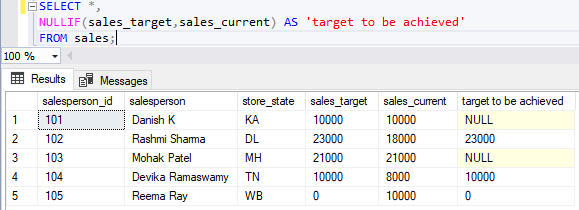 SELECT *,
NULLIF(sales_target,sales_current) AS 'target to be achieved'
FROM sales;
100 %
Results Messages
salesperson_id salesperson store_state sales_target sales_current target to be achieved
1 101 Danish K KA 10000 10000 NULL
2 102 Rashmi Sharma DL 23000 18000 23000
3 103 Mohak Patel MH 21000 21000 NULL
4 104 Devika Ramaswamy TN 10000 8000 10000
5 105 Reema Ray WB 0 10000 0